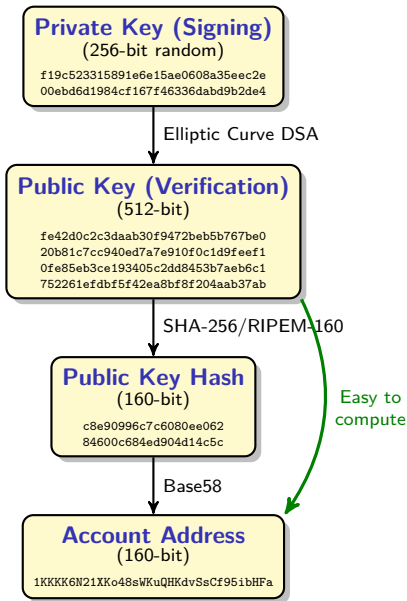 Private Key (Signing)
(256-bit random)
f19c523315891e6e15ae0608a35eec2e
00ebd6d1984cf167f46336dabd9b2de4
Elliptic Curve DSA
Public Key (Verification)
(512-bit)
fe42d0c2c3daab30f9472beb5b767be0
20b81c7cc940ed7a7e910f0c1d9feef1
0fe85eb3ce193405c2dd8453b7aeb6c1
752261efdbf5f42ea8bf8f204aab37ab
SHA-256/RIPEM-160
Public Key Hash
(160-bit)
c8e90996c7c6080ee062
84600c684ed904d14c5c
Easy to
compute
Base58
Account Address
(160-bit)
1KKKK6N21XKo48sWKuQHKdvSsCf95ibHFa